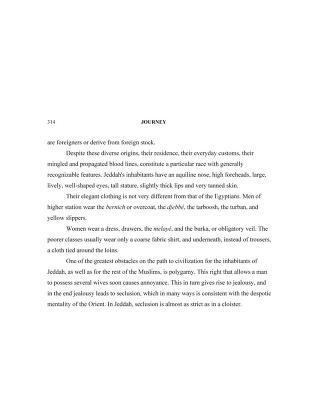 314 JOURNEY
are foreigners or derive from foreign stock.
Despite these diverse origins, their residence, their everyday customs, their
mingled and propagated blood lines, constitute a particular race with generally
recognizable features. Jeddah's inhabitants have an aquiline nose, high foreheads, large,
lively, well-shaped eyes, tall stature, slightly thick lips and very tanned skin.
Their elegant clothing is not very different from that of the Egyptians. Men of
higher station wear the bernich or overcoat, the djebbé, the tarboosh, the turban, and
yellow slippers.
Women wear a dress, drawers, the melayé, and the burka, or obligatory veil. The
poorer classes usually wear only a coarse fabric shirt, and underneath, instead of trousers,
a cloth tied around the loins.
One of the greatest obstacles on the path to civilization for the inhabitants of
Jeddah, as well as for the rest of the Muslims, is polygamy. This right that allows a man
to possess several wives soon causes annoyance. This in turn gives rise to jealousy, and
in the end jealousy leads to seclusion, which in many ways is consistent with the despotic
mentality of the Orient. In Jeddah, seclusion is almost as strict as in a cloister.